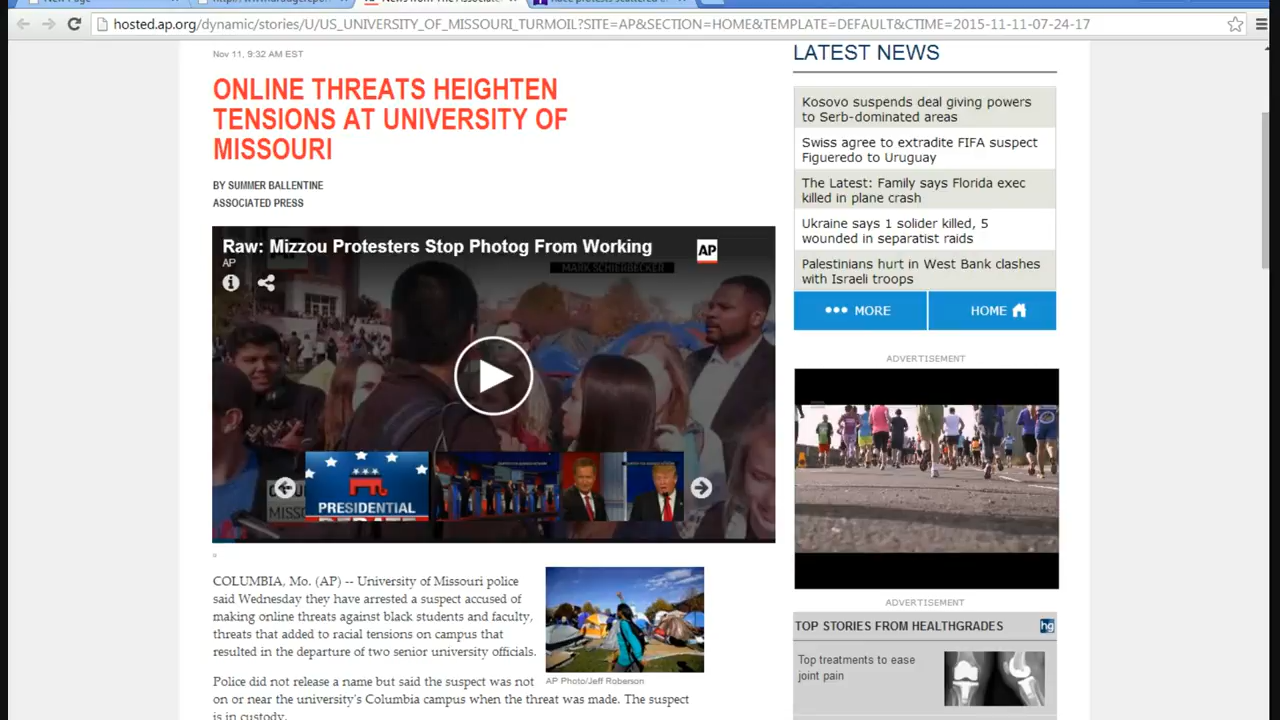 hosted.ap.org/dynamic/stories/U/US_UNIVERSITY_OF_MISSOURI_TURMOIL?SITE=AP&SECTION=HOME&TEMPLATE=DEFAULT&CTIME=2015-11-11-07-24-17
Nov 11, 9:32 AM EST
ONLINE THREATS HEIGHTEN
TENSIONS AT UNIVERSITY OF
MISSOURI
BY SUMMER BALLENTINE
ASSOCIATED PRESS
Raw: Mizzou Protesters Stop Photog From Working
AP
AP
MARK SCHIERBECKER
PRESIDENTIAL
DEBATE
COLUMBIA, Mo. (AP) -- University of Missouri police
said Wednesday they have arrested a suspect accused of
making online threats against black students and faculty,
threats that added to racial tensions on campus that
resulted in the departure of two senior university officials.
AP Photo/Jeff Roberson
Police did not release a name but said the suspect was not
on or near the university's Columbia campus when the threat was made. The suspect
is in custody.
LATEST NEWS
Kosovo suspends deal giving powers
to Serb-dominated areas
Swiss agree to extradite FIFA suspect
Figueredo to Uruguay
The Latest: Family says Florida exec
killed in plane crash
Ukraine says 1 solider killed, 5
wounded in separatist raids
Palestinians hurt in West Bank clashes
with Israeli troops
MORE
HOME
ADVERTISEMENT
ADVERTISEMENT
TOP STORIES FROM HEALTHGRADES
hg
Top treatments to ease
joint pain